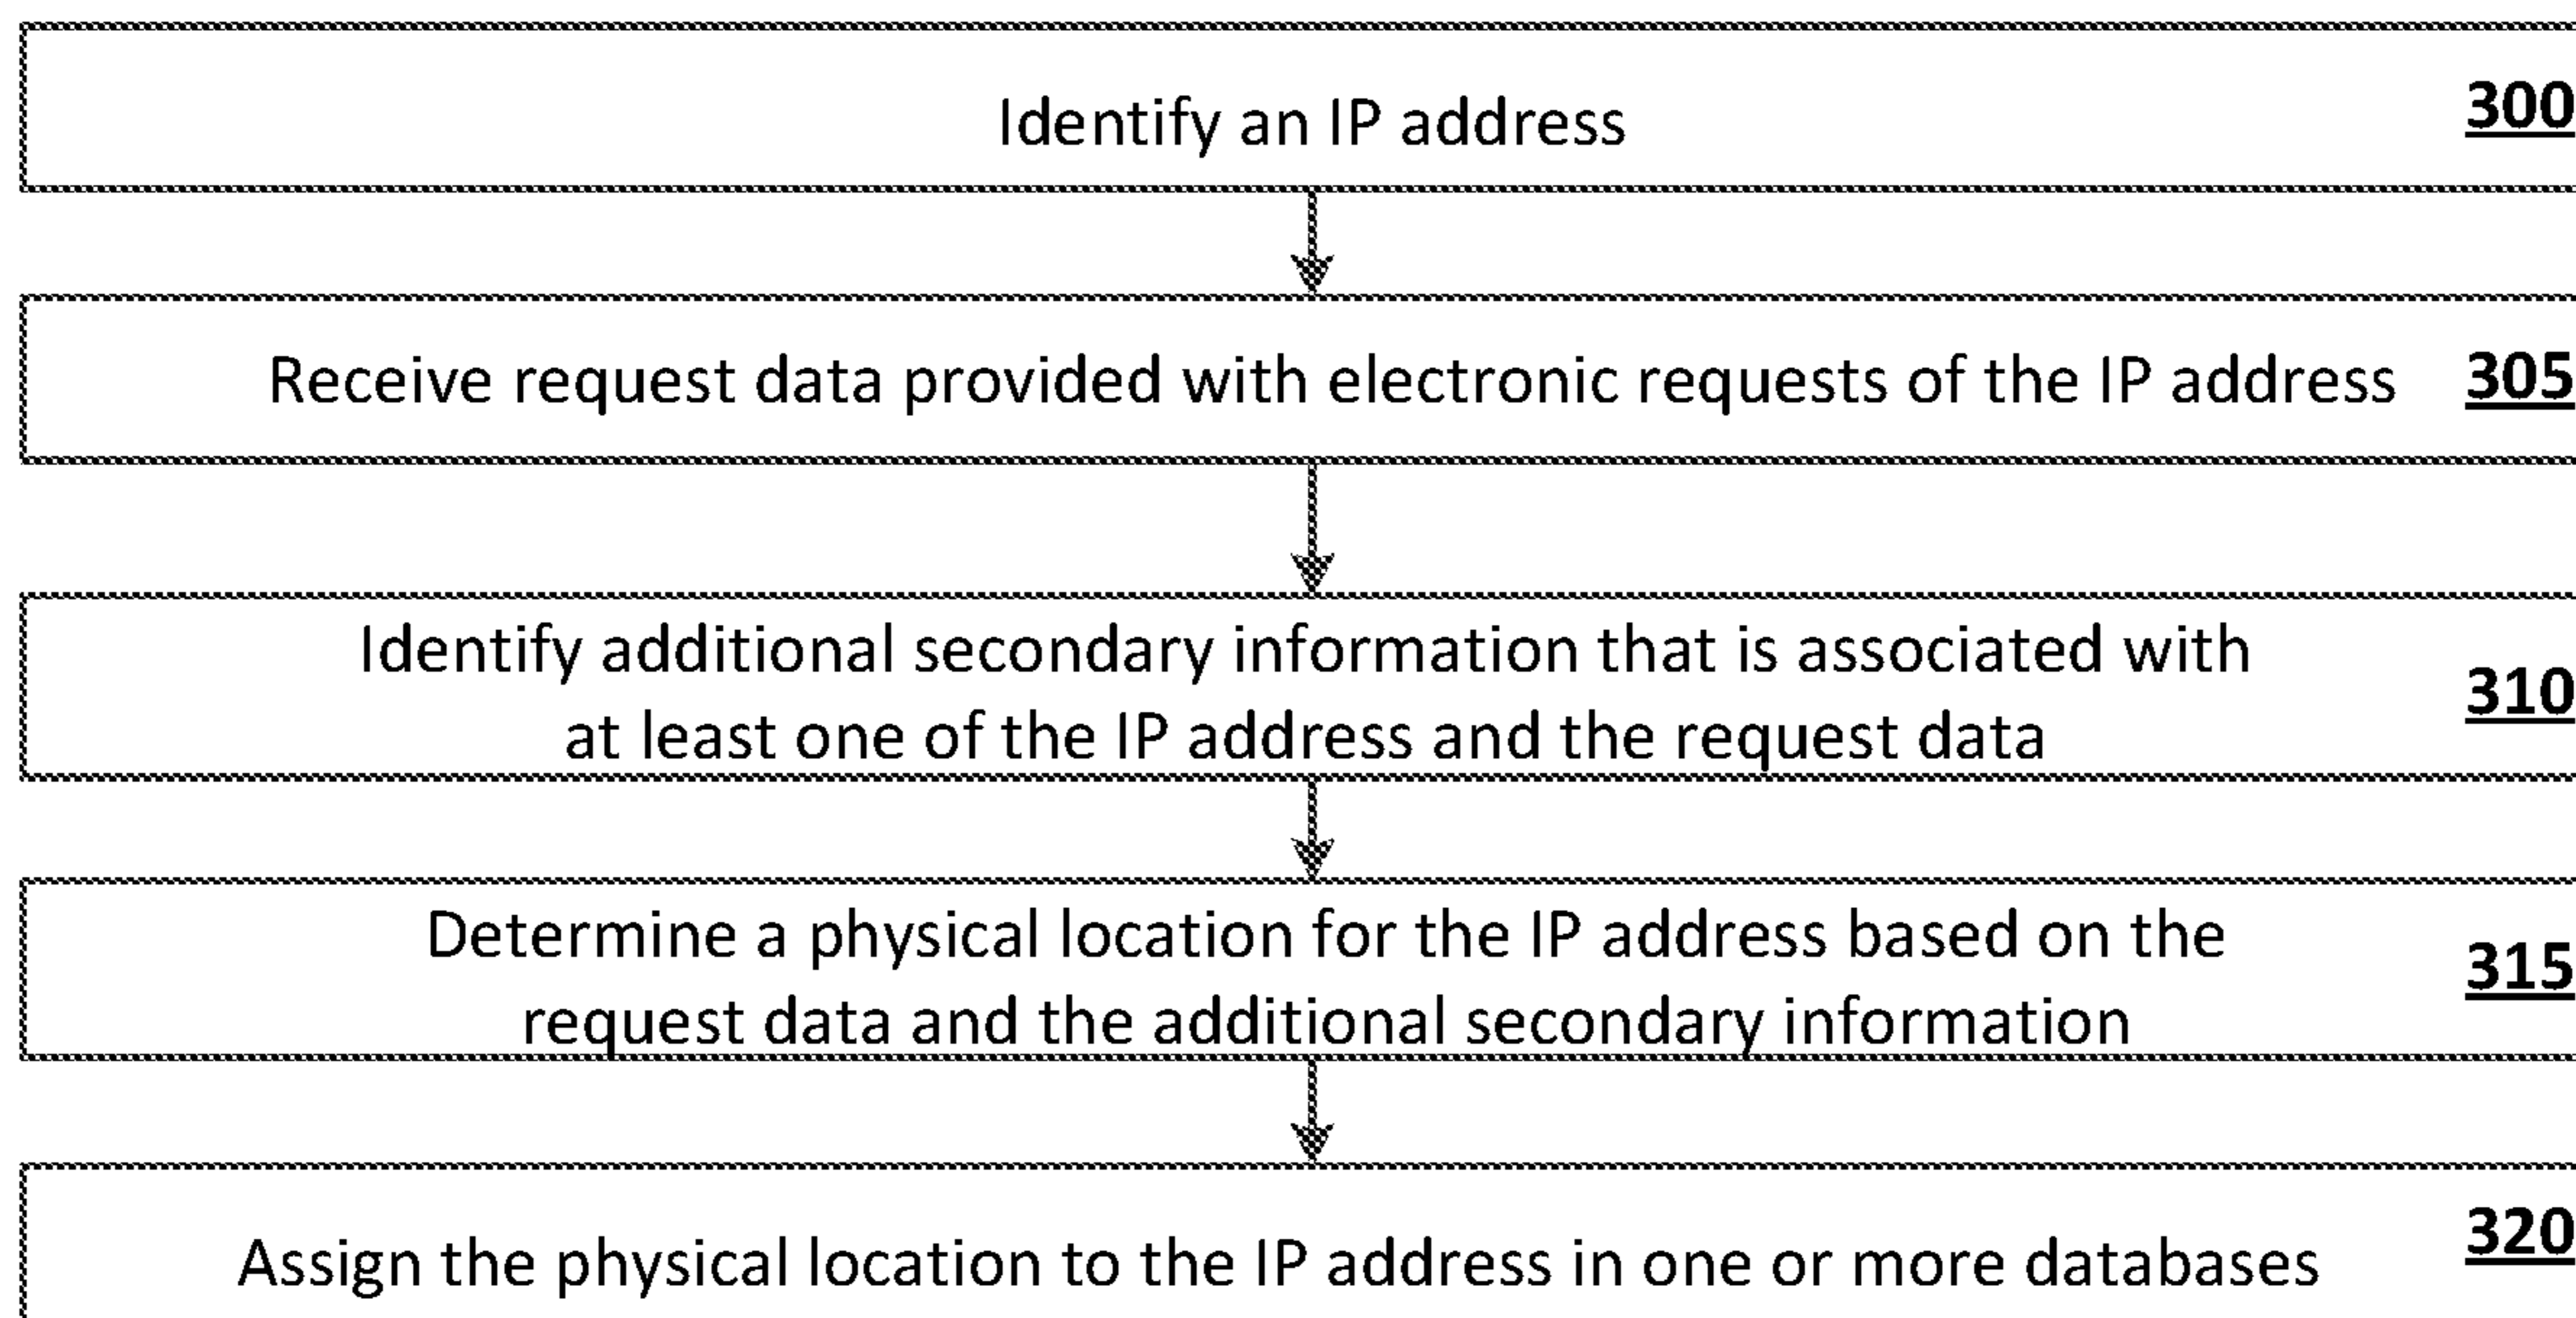 Identify an IP address 300
Receive request data provided with electronic requests of the IP address 305
Identify additional secondary information that is associated with
at least one of the IP address and the request data
310
Determine a physical location for the IP address based on the
request data and the additional secondary information
315
Assign the physical location to the IP address in one or more databases 320